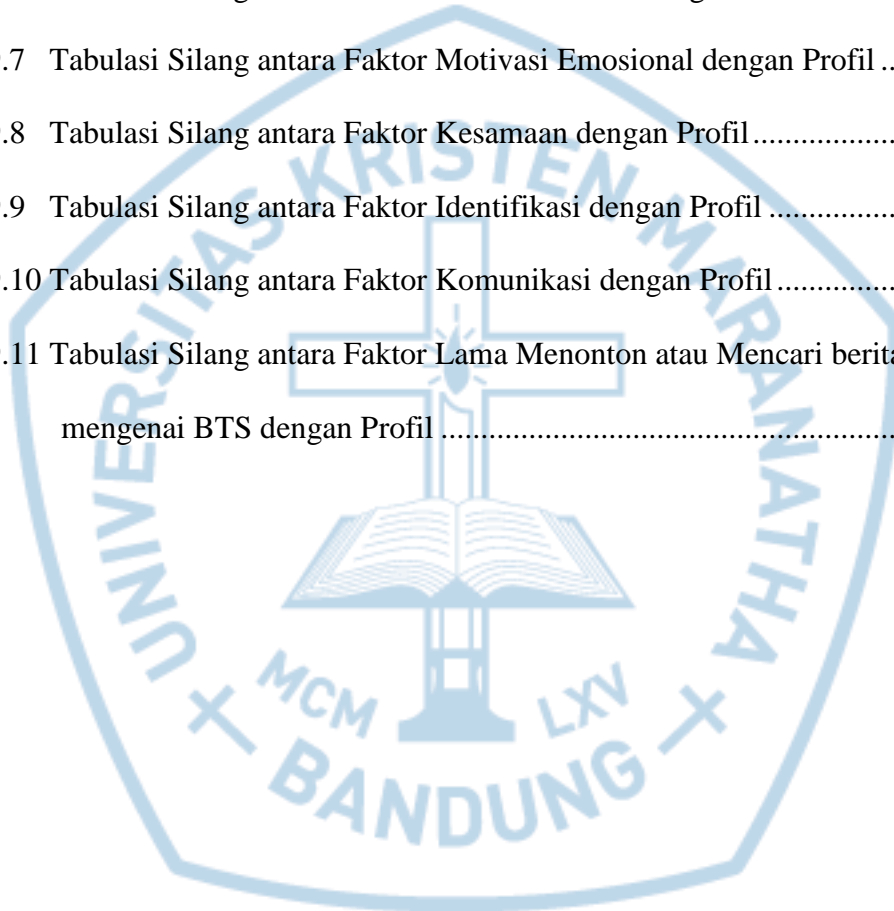 .7 Tabulasi Silang antara Faktor Motivasi Emosional dengan Profil ..
.8 Tabulasi Silang antara Faktor Kesamaan dengan Profil..................
.9 Tabulasi Silang antara Faktor Identifikasi dengan Profil ................
.10 Tabulasi Silang antara Faktor Komunikasi dengan Profil...............
.11 Tabulasi Silang antara Faktor Lama Menonton atau Mencari berita
mengenai BTS dengan Profil .........................................................
UNIVERSITAS KRISTEN MARANATHA
MCM LXV
BANDUNG